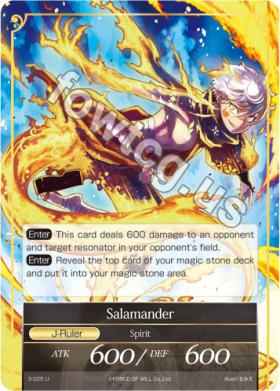 fowtcg.us
Enter This card deals 600 damage to an opponent
and target resonator in your opponent's field.
Enter Reveal the top card of your magic stone deck
and put it into your magic stone area.
Salamander
J-Ruler Spirit
ATK 600 / DEF 600
3-025 U ©FORCE OF WILL Co.,Ltd.